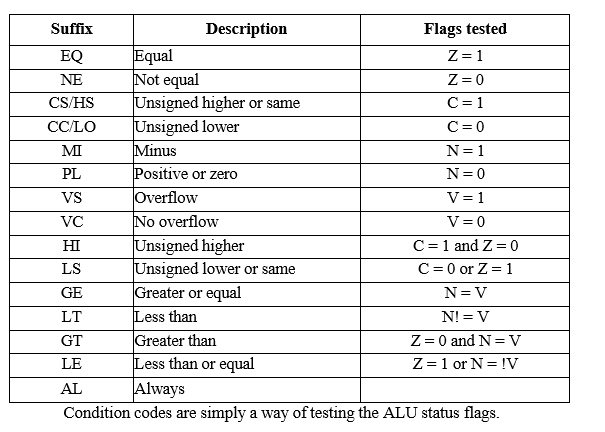 Suffix Description Flags tested
EQ Equal Z = 1
NE Not equal Z = 0
CS/HS Unsigned higher or same C = 1
CC/LO Unsigned lower C = 0
MI Minus N = 1
PL Positive or zero N = 0
VS Overflow V = 1
VC No overflow V = 0
HI Unsigned higher C = 1 and Z = 0
LS Unsigned lower or same C = 0 or Z = 1
GE Greater or equal N = V
LT Less than N! = V
GT Greater than Z = 0 and N = V
LE Less than or equal Z = 1 or N = !V
AL Always
Condition codes are simply a way of testing the ALU status flags.